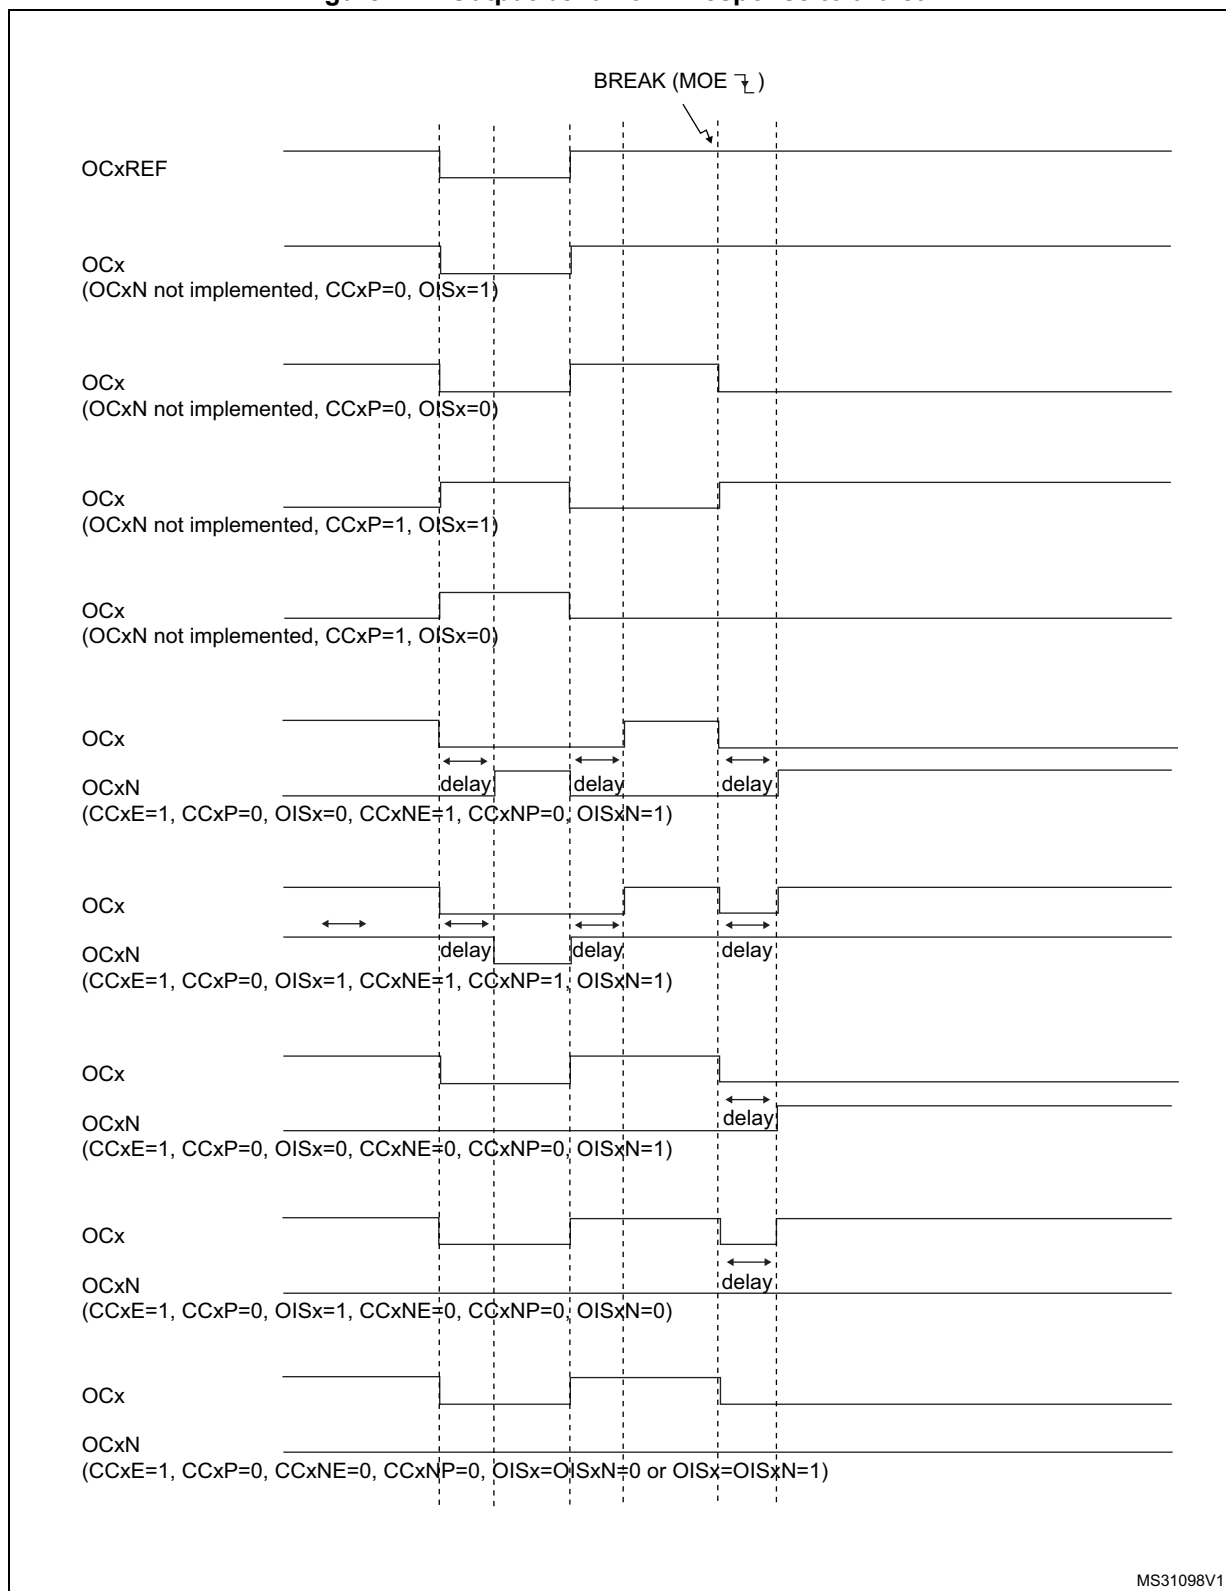 BREAK (MOE )
OCxREF
OCx
(OCxN not implemented, CCxP=0, OISx=1)
OCx
(OCxN not implemented, CCxP=0, OISx=0)
OCx
(OCxN not implemented, CCxP=1, OISx=1)
OCx
(OCxN not implemented, CCxP=1, OISx=0)
OCx
OCxN delay delay delay
(CCxE=1, CCxP=0, OISx=0, CCxNE=1, CCxNP=0, OISxN=1)
OCx
OCxN delay delay delay
(CCxE=1, CCxP=0, OISx=1, CCxNE=1, CCxNP=1, OISxN=1)
OCx
OCxN delay
(CCxE=1, CCxP=0, OISx=0, CCxNE=0, CCxNP=0, OISxN=1)
OCx
OCxN delay
(CCxE=1, CCxP=0, OISx=1, CCxNE=0, CCxNP=0, OISxN=0)
OCx
OCxN
(CCxE=1, CCxP=0, CCxNE=0, CCxNP=0, OISx=OISxN=0 or OISx=OISxN=1)
MS31098V1